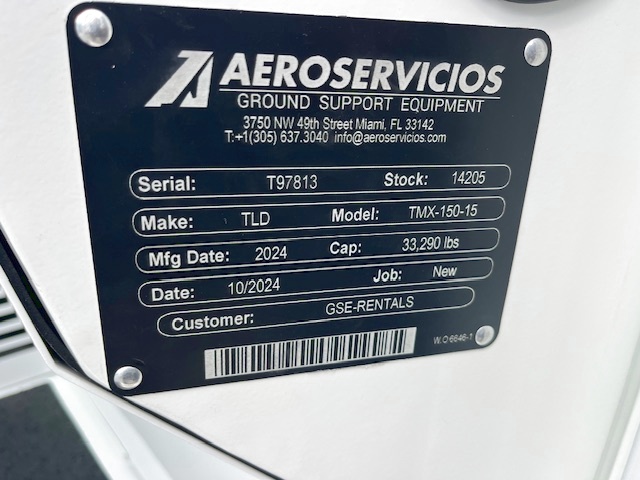 AEROSERVICIOS
GROUND SUPPORT EQUIPMENT
3750 NW 49th Street Miami, FL 33142
T:+1(305) 637.3040 info@aeroservicios.com
Serial: T97813 Stock: 14205
Make: TLD Model: TMX-150-15
Mfg Date: 2024 Cap: 33,290 lbs
Date: 10/2024 Job: New
Customer: GSE-RENTALS
W.O 6646-1